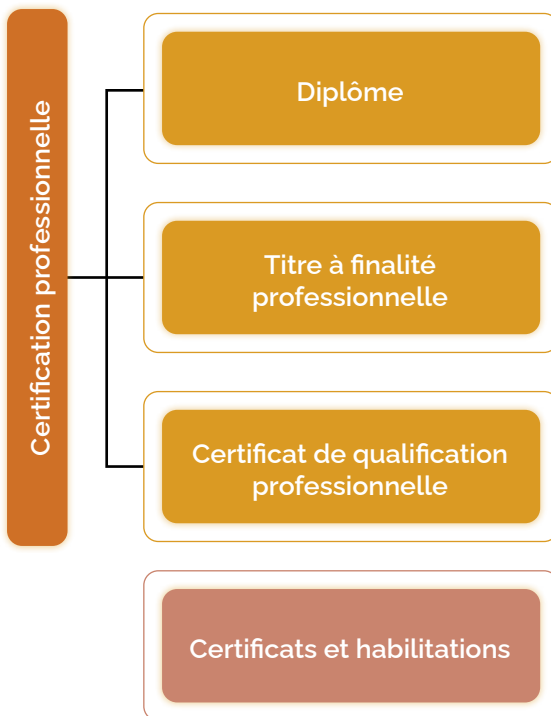 Certification professionnelle
Diplôme
Titre à finalité
professionnelle
Certificat de qualification
professionnelle
Certificats et habilitations